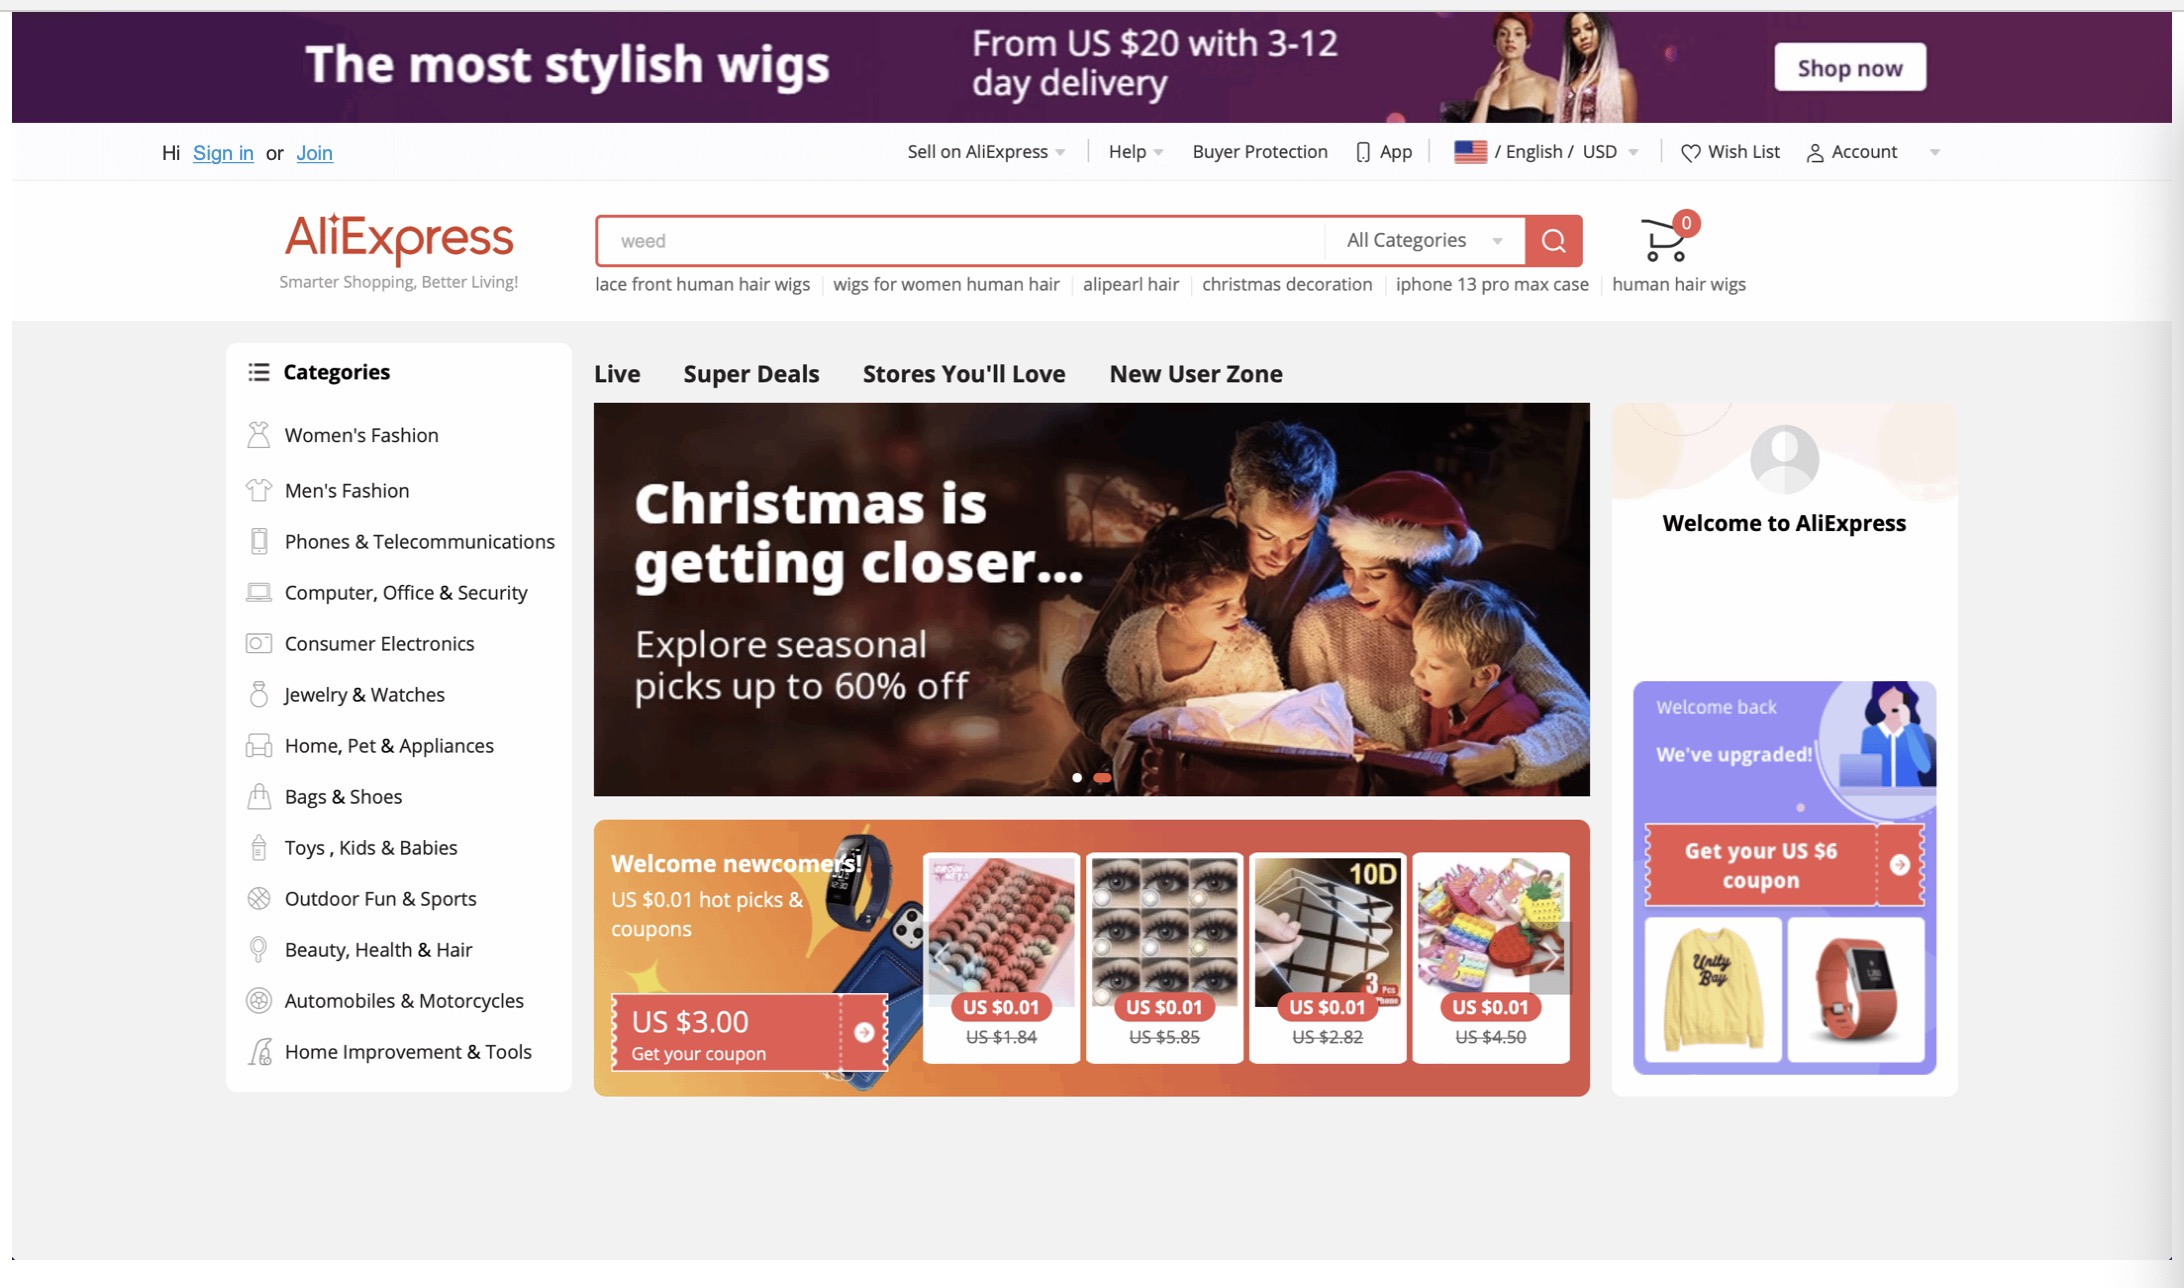 The most stylish wigs
From US $20 with 3-12
day delivery
Shop now
Hi Sign in or Join
Sell on AliExpress
Help
Buyer Protection
App
/ English / USD
Wish List
Account
AliExpress
Smarter Shopping, Better Living!
weed
All Categories
0
lace front human hair wigs
wigs for women human hair
alipearl hair
christmas decoration
iphone 13 pro max case
human hair wigs
Categories
Women's Fashion
Men's Fashion
Phones & Telecommunications
Computer, Office & Security
Consumer Electronics
Jewelry & Watches
Home, Pet & Appliances
Bags & Shoes
Toys , Kids & Babies
Outdoor Fun & Sports
Beauty, Health & Hair
Automobiles & Motorcycles
Home Improvement & Tools
Live
Super Deals
Stores You'll Love
New User Zone
Christmas is
getting closer...
Explore seasonal
picks up to 60% off
Welcome newcomers!
US $0.01 hot picks &
coupons
US $3.00
Get your coupon
US $0.01
US $1.84
US $0.01
US $5.85
10D
3 Pcs
Phone
US $0.01
US $2.82
US $0.01
US $4.50
Welcome to AliExpress
Welcome back
We've upgraded!
Get your US $6
coupon
Unity
Bay